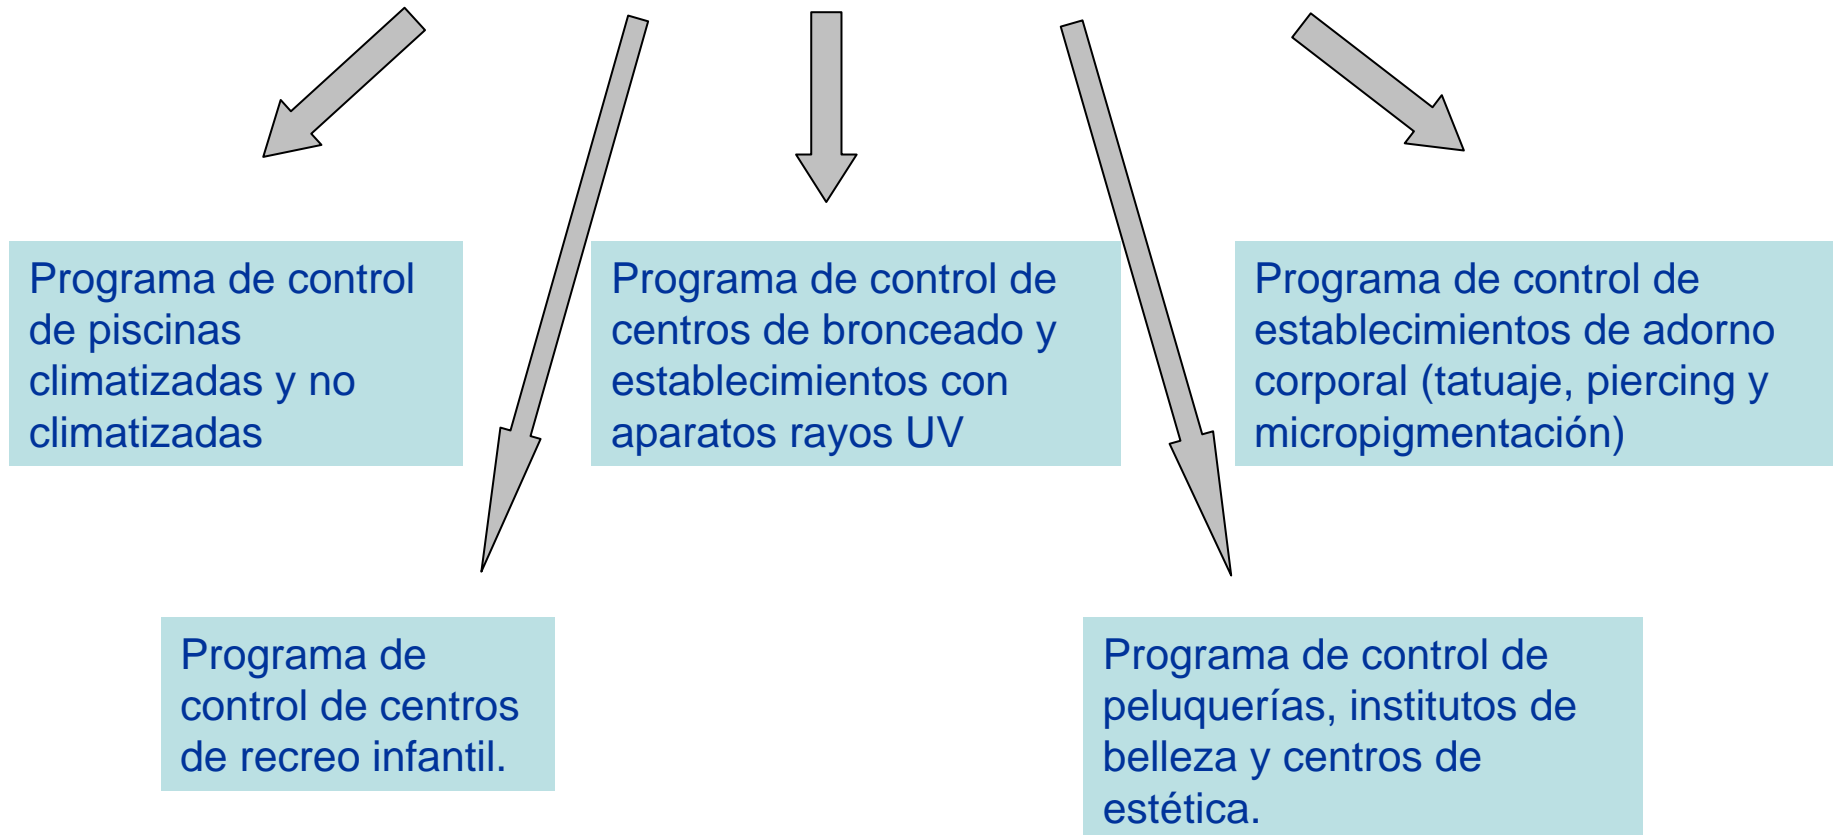 Programa de control
de piscinas
climatizadas y no
climatizadas
Programa de control de
centros de bronceado y
establecimientos con
aparatos rayos UV
Programa de control de
establecimientos de adorno
corporal (tatuaje, piercing y
micropigmentación)
Programa de
control de centros
de recreo infantil.
Programa de control de
peluquerías, institutos de
belleza y centros de
estética.